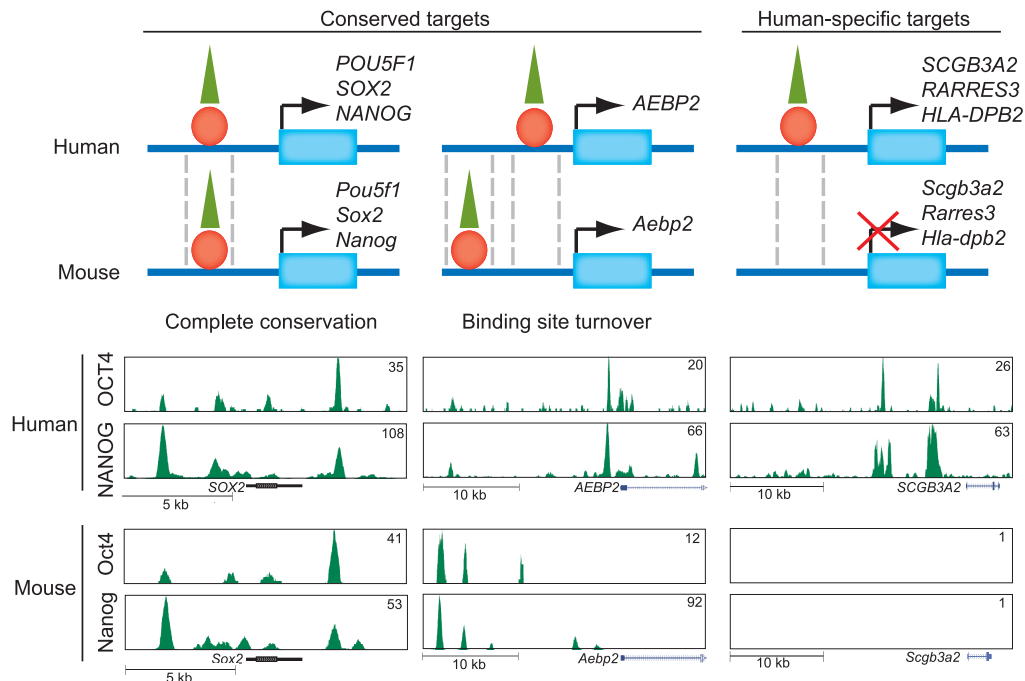 Conserved targets
Human-specific targets
POU5F1
SOX2
NANOG
AEBP2
SCGB3A2
RARRES3
HLA-DPB2
Human
Pou5f1
Sox2
Nanog
Aebp2
Scgb3a2
Rarres3
Hla-dpb2
Mouse
Complete conservation
Binding site turnover
Human
OCT4
35
20
26
NANOG
108
66
63
SOX2
5 kb
AEBP2
10 kb
SCGB3A2
10 kb
Mouse
Oct4
41
12
1
Nanog
53
92
1
Sox2
5 kb
Aebp2
10 kb
Scgb3a2
10 kb